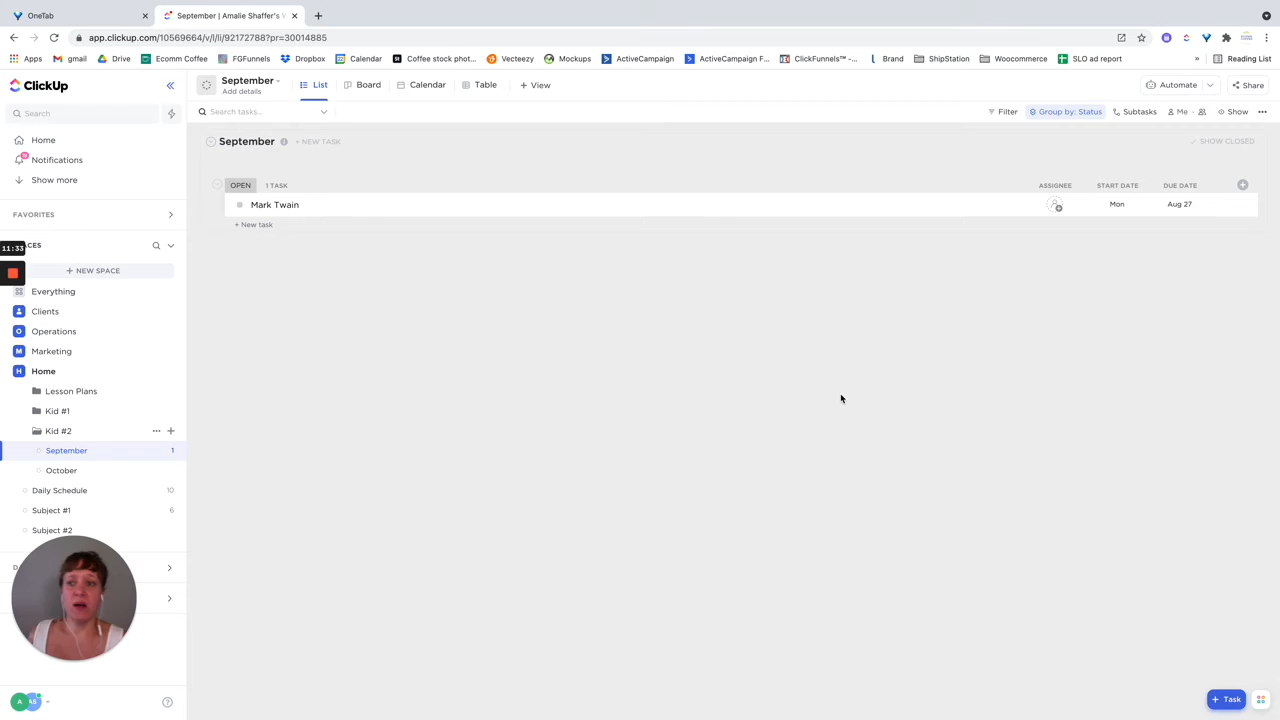 OneTab
September | Amalie Shaffer's
app.clickup.com/10569664/v/l/li/92172788?pr=30014885
Apps gmail Drive Ecomm Coffee FGFunnels Dropbox Calendar Coffee stock phot... Vecteezy Mockups ActiveCampaign ActiveCampaign F... ClickFunnels™ –... Brand ShipStation Woocommerce SLO ad report » Reading List
ClickUp
Search
Home
Notifications
Show more
FAVORITES
11:33
CES
+ NEW SPACE
Everything
Clients
O Operations
M Marketing
H Home
Lesson Plans
Kid #1
Kid #2
September 1
October
Daily Schedule 10
Subject #1 6
Subject #2
D
A AS
September
Add details
List Board Calendar Table + View
Automate Share
Search tasks...
Filter Group by: Status Subtasks Me Show
September + NEW TASK SHOW CLOSED
OPEN 1 TASK ASSIGNEE START DATE DUE DATE
Mark Twain Mon Aug 27
+ New task
+ Task